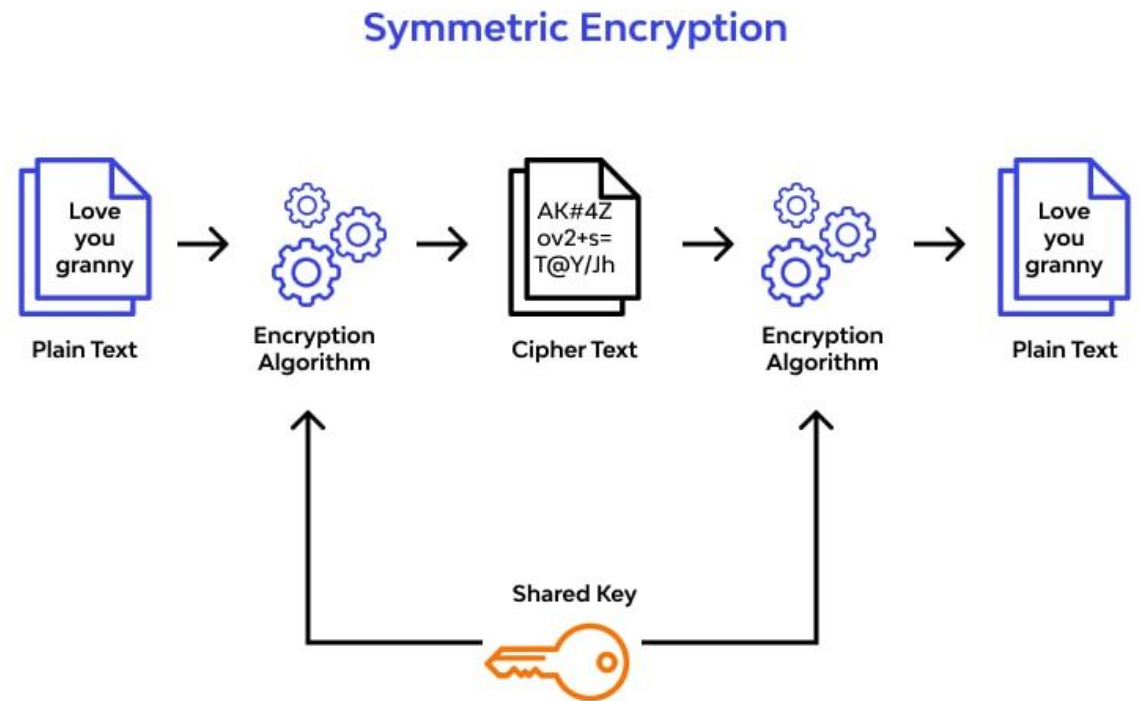 Symmetric Encryption
Love
you
granny
Plain Text
Encryption
Algorithm
AK#4Z
ov2+s=
T@Y/Jh
Cipher Text
Encryption
Algorithm
Love
you
granny
Plain Text
Shared Key